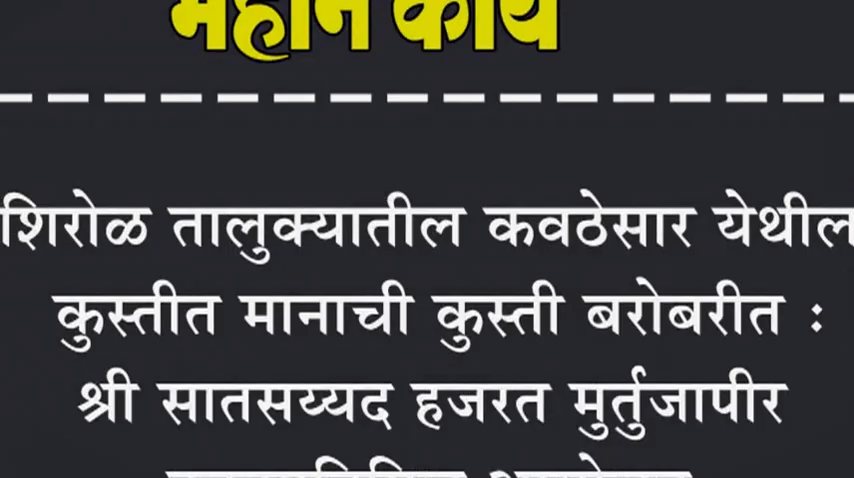 महान कार्य
शिरोळ तालुक्यातील कवठेसार येथील
कुस्तीत मानाची कुस्ती बरोबरीत :
श्री सातसय्यद हजरत मुर्तुजापीर